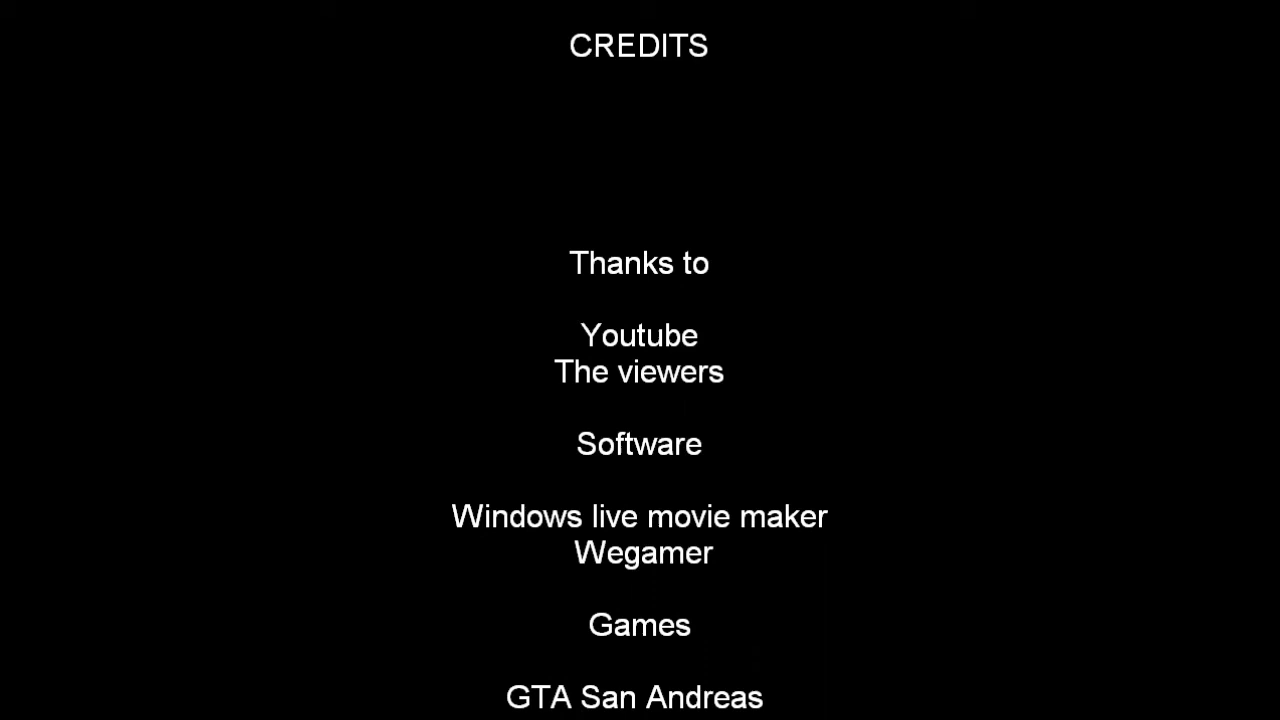 CREDITS
Thanks to
Youtube
The viewers
Software
Windows live movie maker
Wegamer
Games
GTA San Andreas